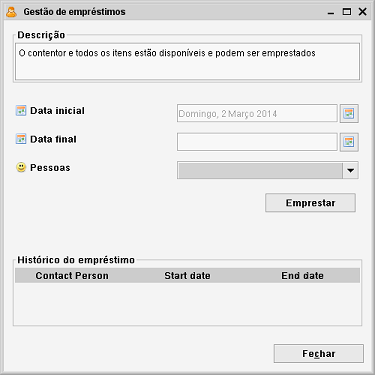 Gestão de empréstimos
Descrição
O contentor e todos os itens estão disponíveis e podem ser emprestados
Data inicial
Domingo, 2 Março 2014
Data final
Pessoas
Emprestar
Histórico do empréstimo
Contact Person Start date End date
Fechar